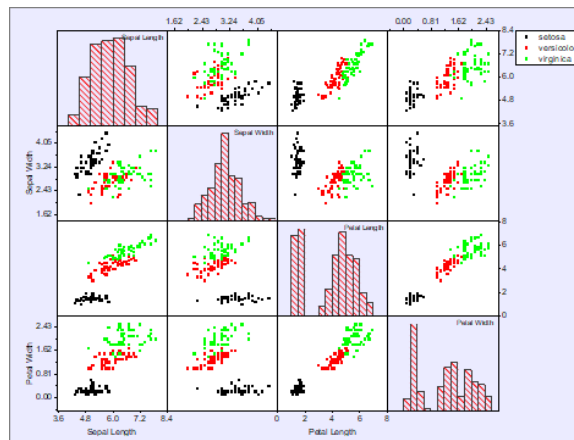 1.62 2.43 3.24 4.05
0.00 0.81 1.62 2.43
Sepal Length
8.4
7.2
6.0
4.8
3.6
setosa
versicolo
virginica
Sepal Width
4.05
3.24
2.43
1.62
Sepal Width
Petal Length
8
6
4
2
0
Petal Width
2.43
1.62
0.81
0.00
Petal Width
3.6 4.8 6.0 7.2 8.4
0
0 2 4 6 8
Sepal Length
Petal Length